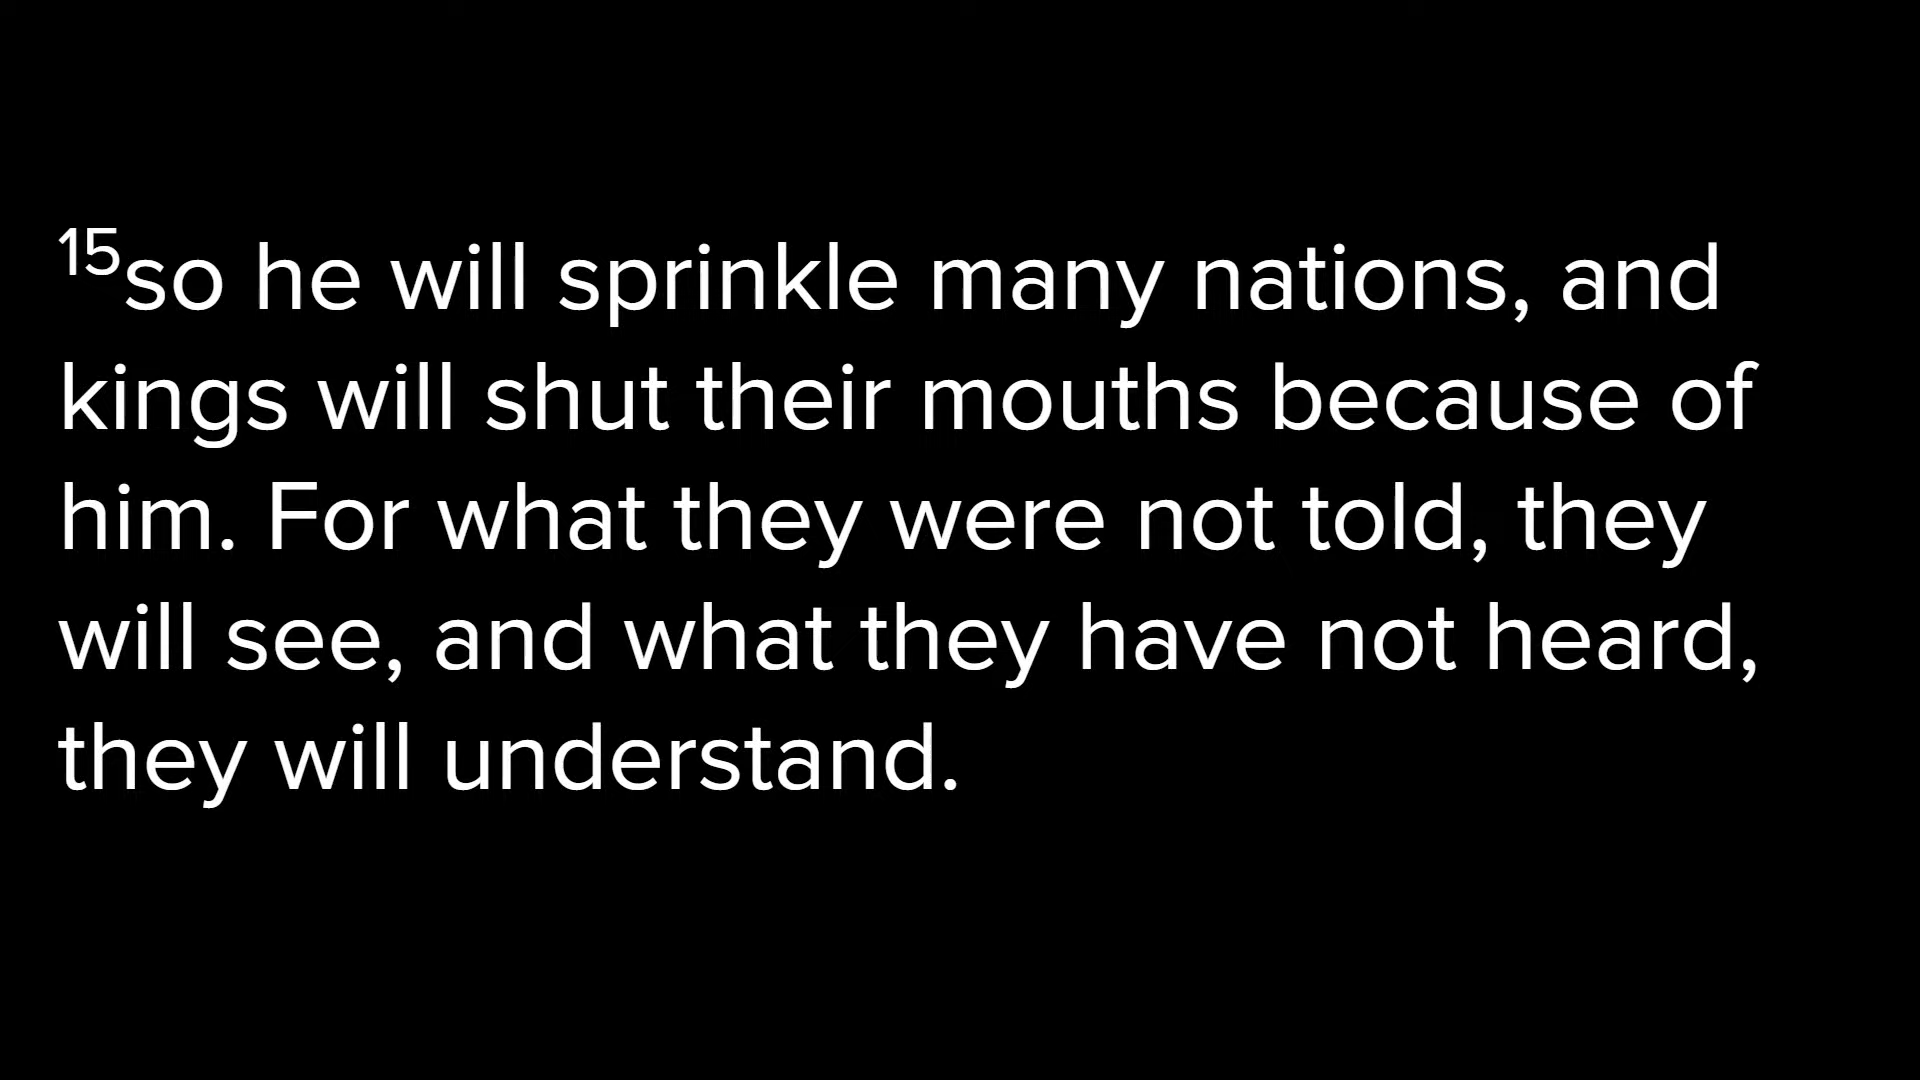 15so he will sprinkle many nations, and
kings will shut their mouths because of
him. For what they were not told, they
will see, and what they have not heard,
they will understand.